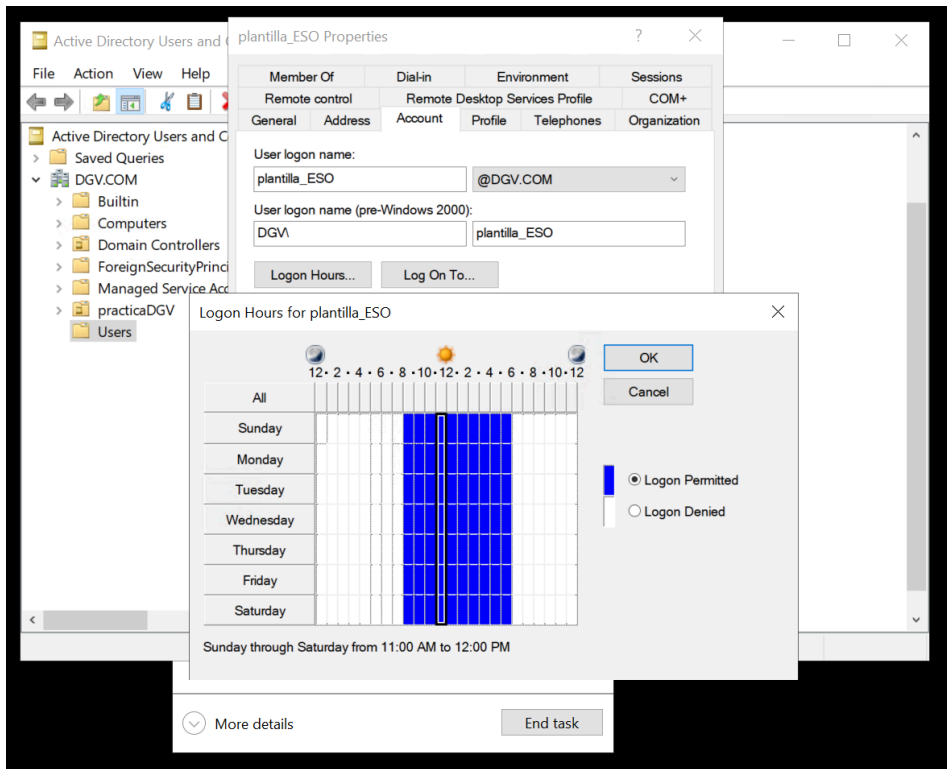 Active Directory Users and C
plantilla_ESO Properties
?
File Action View Help
Member Of Dial-in Environment Sessions
Remote control Remote Desktop Services Profile COM+
General Address Account Profile Telephones Organization
Active Directory Users and C
Saved Queries
DGV.COM
Builtin
Computers
Domain Controllers
ForeignSecurityPrinci
Managed Service Acc
practicaDGV
Users
User logon name:
plantilla_ESO @DGV.COM
User logon name (pre-Windows 2000):
DGV\ plantilla_ESO
Logon Hours... Log On To...
Logon Hours for plantilla_ESO
12 · 2 · 4 · 6 · 8 · 10 · 12 · 2 · 4 · 6 · 8 · 10 · 12
All
Sunday
Monday
Tuesday
Wednesday
Thursday
Friday
Saturday
OK
Cancel
Logon Permitted
Logon Denied
Sunday through Saturday from 11:00 AM to 12:00 PM
More details End task